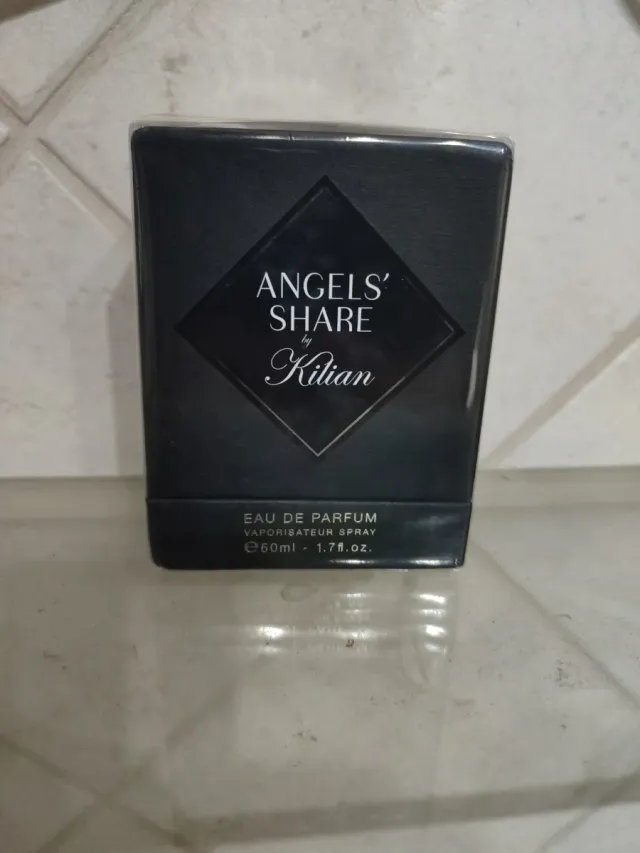 ANGELS'
SHARE
by
Kilian
EAU DE PARFUM
VAPORISATEUR SPRAY
℮60ml - 1.7fl.oz.